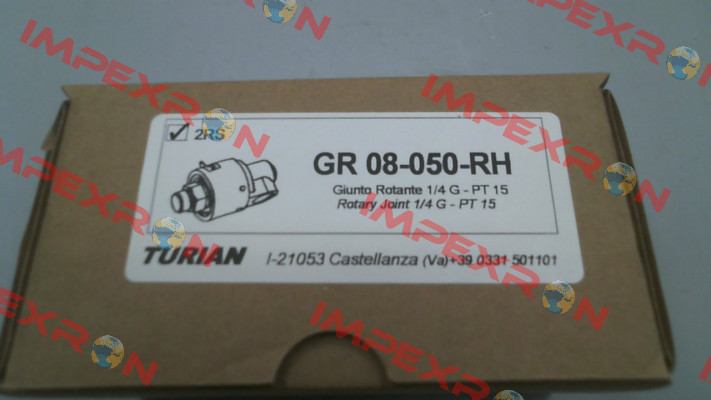 2RS
GR 08-050-RH
Giunto Rotante 1/4 G - PT 15
Rotary Joint 1/4 G - PT 15
TURIAN I-21053 Castellanza (Va)+39 0331 501101
IMPEXRON
IMPEXRON
IMPEXRON
IMPEXRON
IMPEXRON